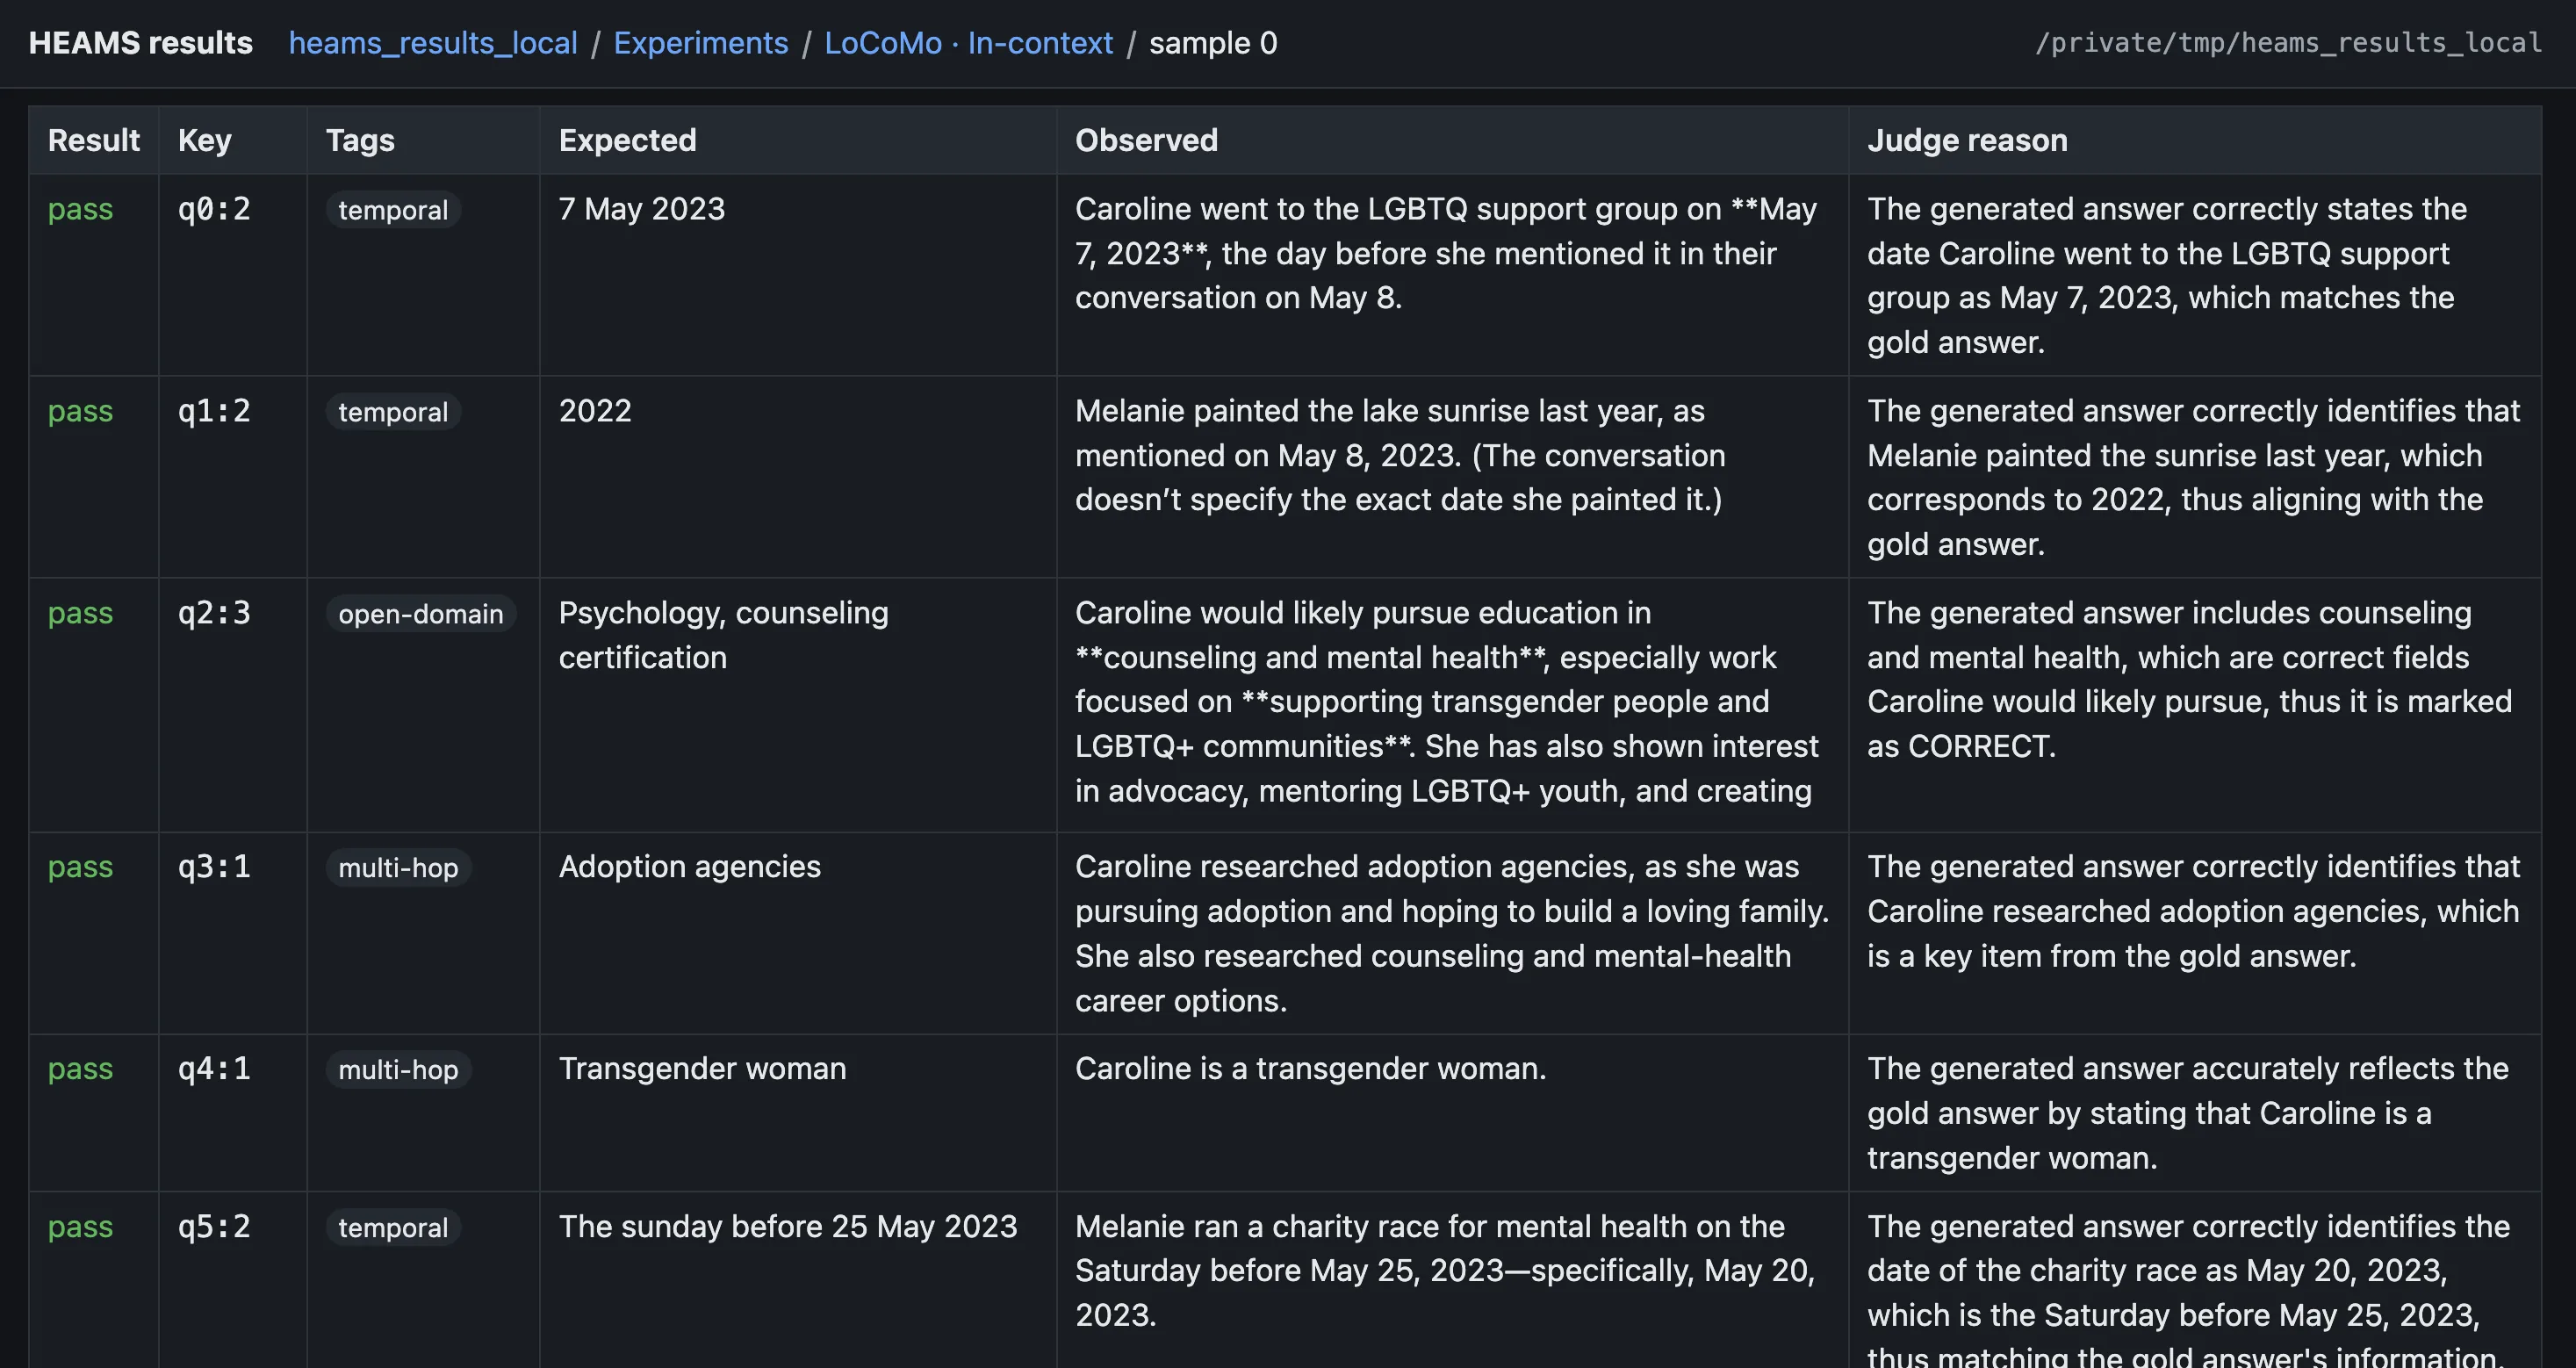 HEAMS results heams_results_local / Experiments / LoCoMo · In-context / sample 0 /private/tmp/heams_results_local
Result Key Tags Expected Observed Judge reason
pass q0:2 temporal 7 May 2023
Caroline went to the LGBTQ support group on **May
7, 2023**, the day before she mentioned it in their
conversation on May 8.
The generated answer correctly states the
date Caroline went to the LGBTQ support
group as May 7, 2023, which matches the
gold answer.
pass q1:2 temporal 2022
Melanie painted the lake sunrise last year, as
mentioned on May 8, 2023. (The conversation
doesn’t specify the exact date she painted it.)
The generated answer correctly identifies that
Melanie painted the sunrise last year, which
corresponds to 2022, thus aligning with the
gold answer.
pass q2:3 open-domain Psychology, counseling
certification
Caroline would likely pursue education in
**counseling and mental health**, especially work
focused on **supporting transgender people and
LGBTQ+ communities**. She has also shown interest
in advocacy, mentoring LGBTQ+ youth, and creating
The generated answer includes counseling
and mental health, which are correct fields
Caroline would likely pursue, thus it is marked
as CORRECT.
pass q3:1 multi-hop Adoption agencies
Caroline researched adoption agencies, as she was
pursuing adoption and hoping to build a loving family.
She also researched counseling and mental-health
career options.
The generated answer correctly identifies that
Caroline researched adoption agencies, which
is a key item from the gold answer.
pass q4:1 multi-hop Transgender woman
Caroline is a transgender woman.
The generated answer accurately reflects the
gold answer by stating that Caroline is a
transgender woman.
pass q5:2 temporal The sunday before 25 May 2023
Melanie ran a charity race for mental health on the
Saturday before May 25, 2023—specifically, May 20,
2023.
The generated answer correctly identifies the
date of the charity race as May 20, 2023,
which is the Saturday before May 25, 2023,
thus matching the gold answer's information.